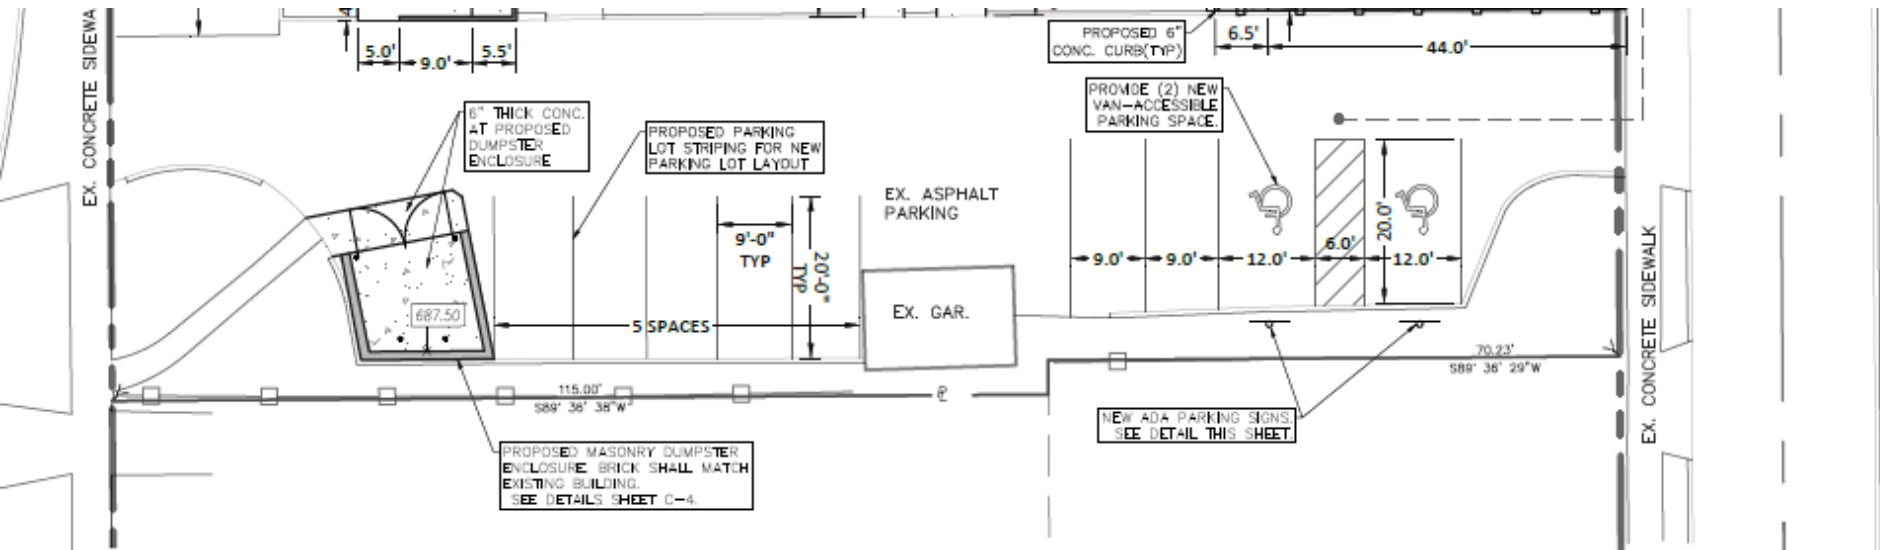 EX. CONCRETE SIDEWA
5.0'
9.0'
5.5'
PROPOSED 6"
CONC. CURB(TYP)
6.5'
44.0'
6" THICK CONC.
AT PROPOSED
DUMPSTER
ENCLOSURE
PROPOSED PARKING
LOT STRIPING FOR NEW
PARKING LOT LAYOUT
PROVIDE (2) NEW
VAN-ACCESSIBLE
PARKING SPACE.
EX. ASPHALT
PARKING
9'-0"
TYP
20'-0"
TYP
9.0'
9.0'
12.0'
6.0'
20.0'
12.0'
687.50
5 SPACES
EX. GAR.
EX. CONCRETE SIDEWALK
115.00'
S89° 36' 38"W
PL
70.23'
S89° 36' 29"W
NEW ADA PARKING SIGNS.
SEE DETAIL THIS SHEET.
PROPOSED MASONRY DUMPSTER
ENCLOSURE. BRICK SHALL MATCH
EXISTING BUILDING.
SEE DETAILS SHEET C-4.